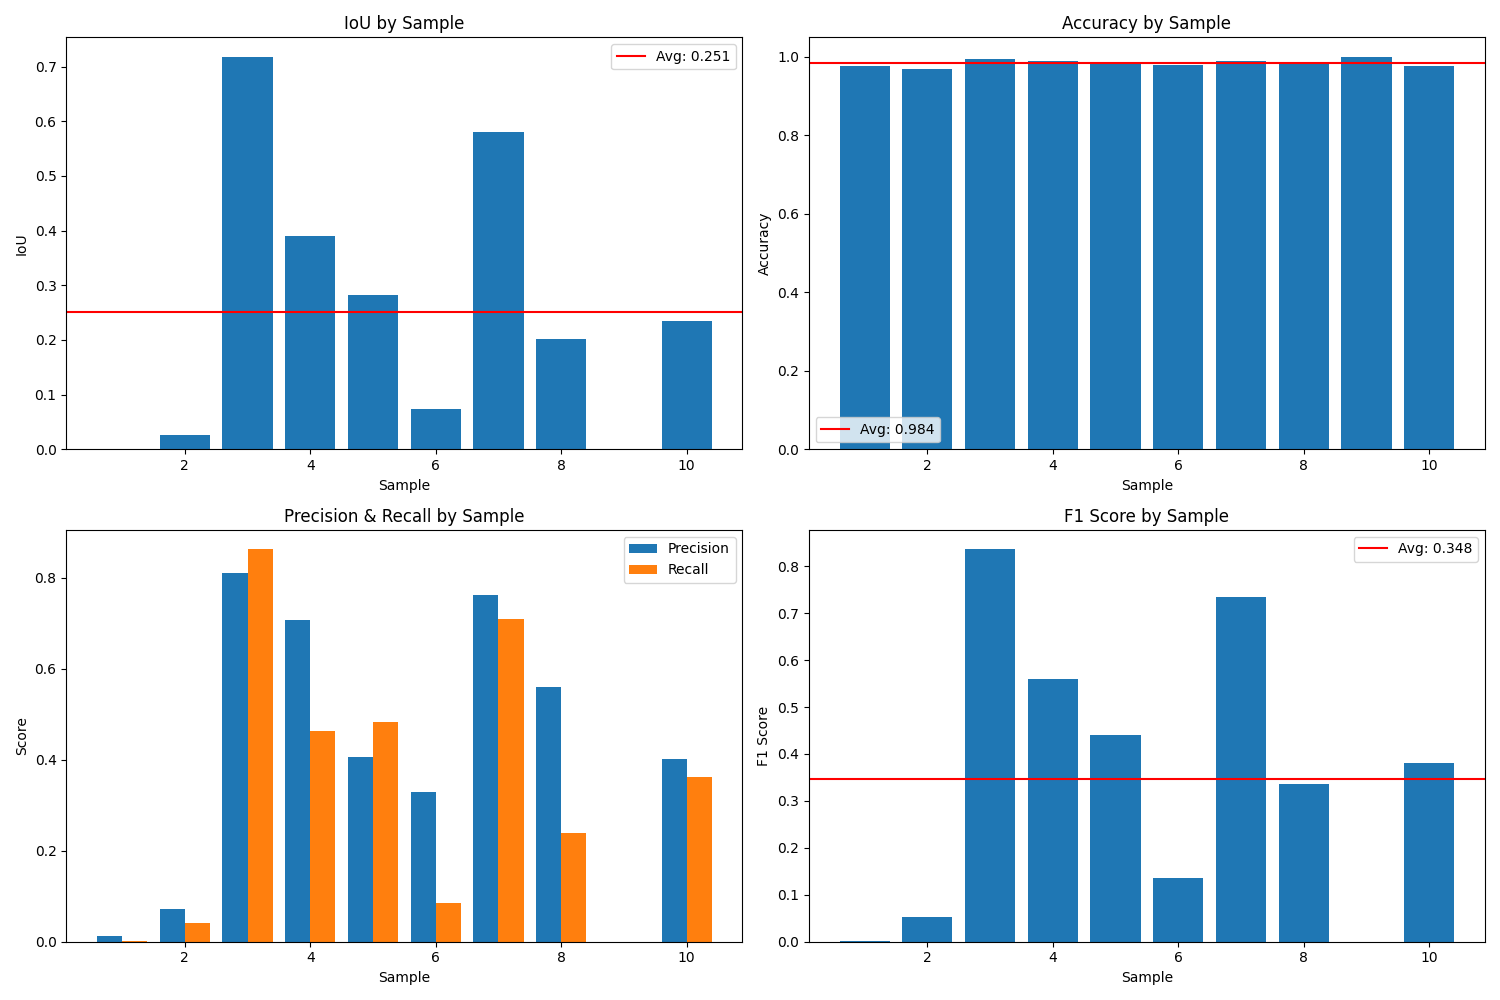 IoU by Sample
Avg: 0.251
IoU
0.7
0.6
0.5
0.4
0.3
0.2
0.1
0.0
2 4 6 8 10
Sample
Accuracy by Sample
Accuracy
1.0
0.8
0.6
0.4
0.2
0.0
Avg: 0.984
2 4 6 8 10
Sample
Precision & Recall by Sample
Precision
Recall
Score
0.8
0.6
0.4
0.2
0.0
2 4 6 8 10
Sample
F1 Score by Sample
Avg: 0.348
F1 Score
0.8
0.7
0.6
0.5
0.4
0.3
0.2
0.1
0.0
2 4 6 8 10
Sample